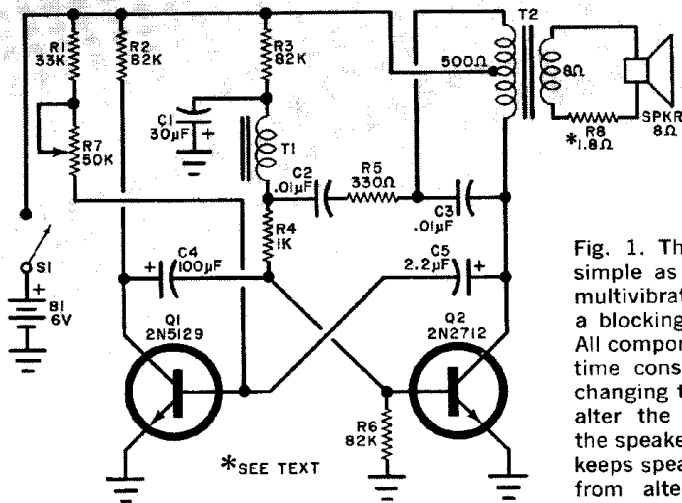 R1
33K
R2
82K
R3
82K
T2
500Ω
8Ω
SPKR
8Ω
*R8
1.8Ω
C1
30µF
+
T1
R7
50K
C2
.01µF
R5
330Ω
C3
.01µF
R4
1K
S1
+
B1
6V
+
C4
100µF
C5
2.2µF
+
Q1
2N5129
Q2
2N2712
R6
82K
*SEE TEXT
Fig. 1. Th
simple as
multivibrat
a blocking
All compon
time cons
changing t
alter the
the speake
keeps spea
from alte